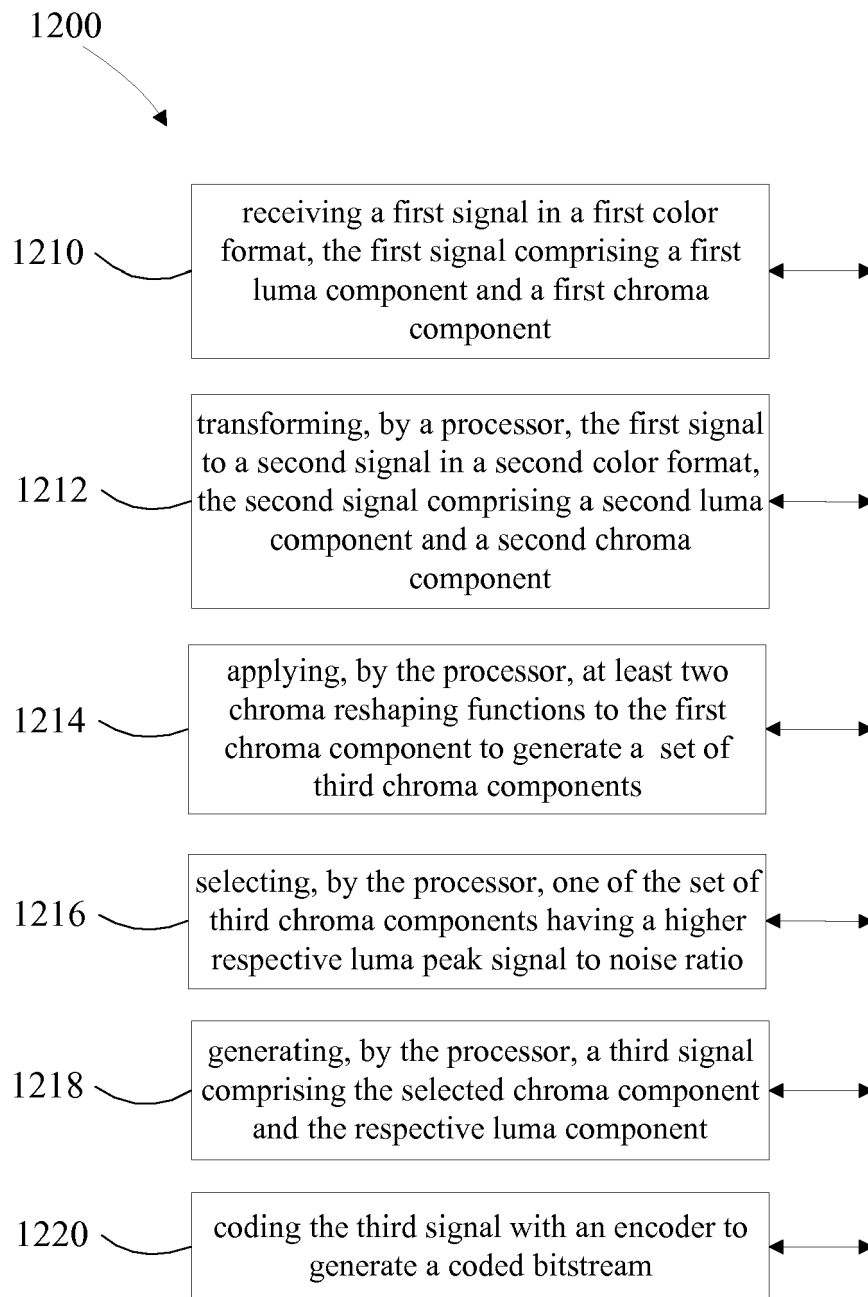 1200
1210
receiving a first signal in a first color
format, the first signal comprising a first
luma component and a first chroma
component
1212
transforming, by a processor, the first signal
to a second signal in a second color format,
the second signal comprising a second luma
component and a second chroma
component
1214
applying, by the processor, at least two
chroma reshaping functions to the first
chroma component to generate a set of
third chroma components
1216
selecting, by the processor, one of the set of
third chroma components having a higher
respective luma peak signal to noise ratio
1218
generating, by the processor, a third signal
comprising the selected chroma component
and the respective luma component
1220
coding the third signal with an encoder to
generate a coded bitstream